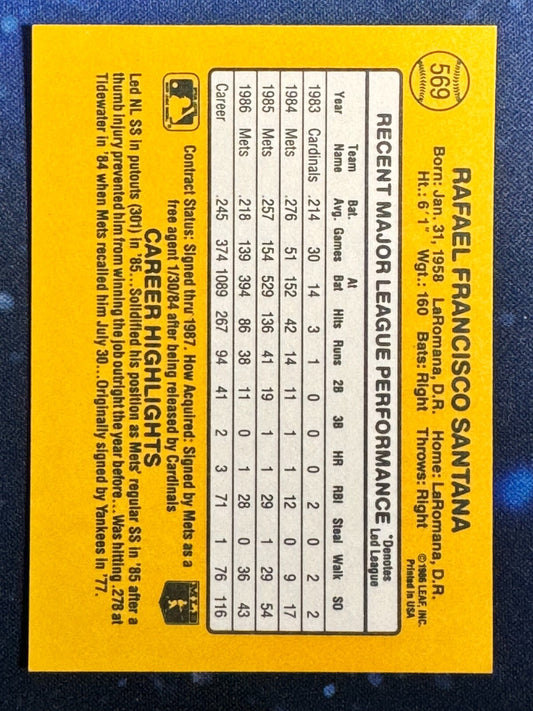 569
RAFAEL FRANCISCO SANTANA
Born: Jan. 31, 1958 LaRomana, D.R. Home: LaRomana, D.R.
Ht.: 6'1" Wgt.: 160 Bats: Right Throws: Right
©1986 LEAF, INC.
Printed in USA
RECENT MAJOR LEAGUE PERFORMANCE
*Denotes
Led League
Year Team Name Bat. Avg. Games At Bat Hits Runs 2B 3B HR RBI Steal Walk SO
1983 Cardinals .214 30 14 3 1 0 0 0 2 0 2 2
1984 Mets .276 51 152 42 14 11 1 1 12 0 9 17
1985 Mets .257 154 529 136 41 19 1 1 29 1 29 54
1986 Mets .218 139 394 86 38 11 0 1 28 0 36 43
Career .245 374 1089 267 94 41 2 3 71 1 76 116
Contract Status: Signed thru 1987. How Acquired: Signed by Mets as a
free agent 1/30/84 after being released by Cardinals
CAREER HIGHLIGHTS
Led NL SS in putouts (301) in '85...Solidified his position as Mets' regular SS in '85 after a
thumb injury prevented him from winning the job outright the year before...Was hitting .278 at
Tidewater in '84 when Mets recalled him July 30...Originally signed by Yankees in '77.